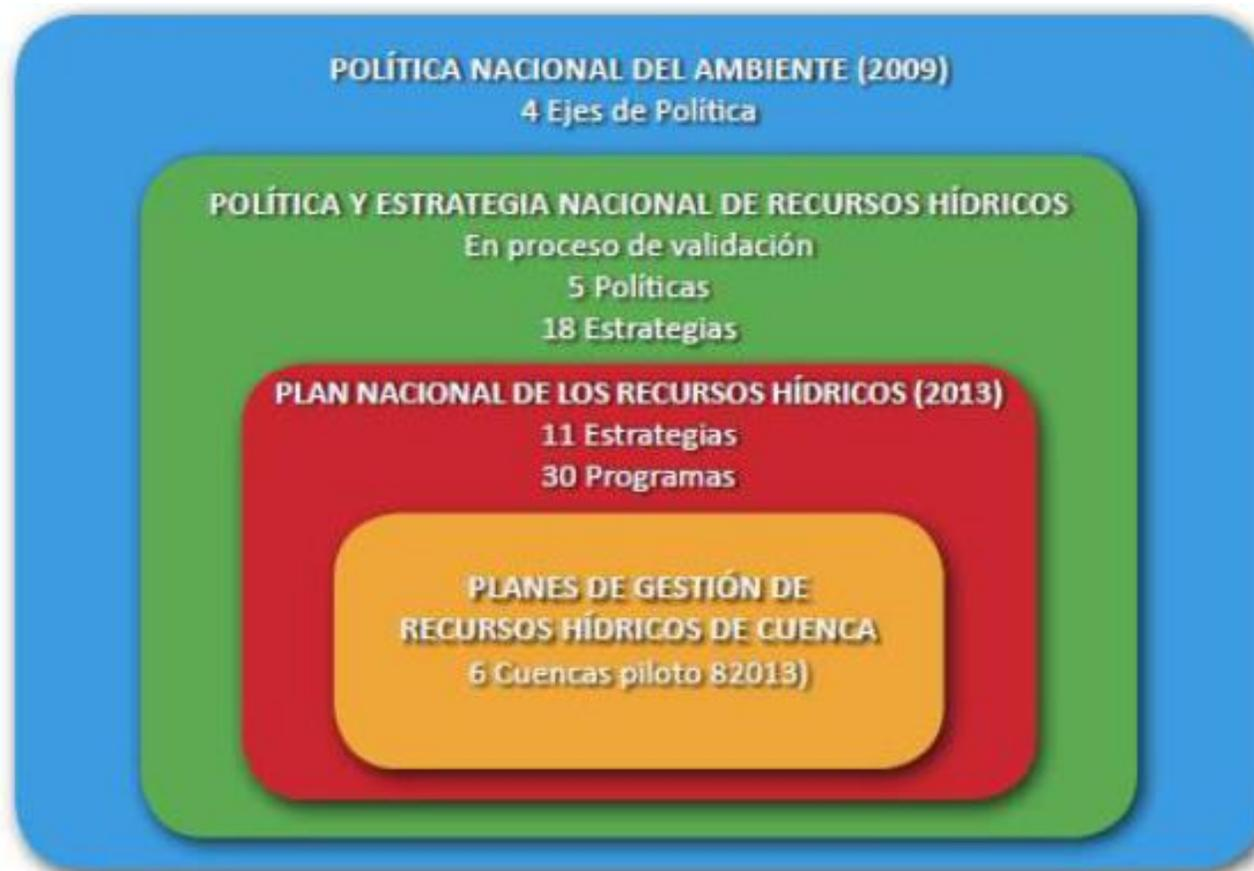 POLÍTICA NACIONAL DEL AMBIENTE (2009)
4 Ejes de Política
POLÍTICA Y ESTRATEGIA NACIONAL DE RECURSOS HÍDRICOS
En proceso de validación
5 Políticas
18 Estrategias
PLAN NACIONAL DE LOS RECURSOS HÍDRICOS (2013)
11 Estrategias
30 Programas
PLANES DE GESTIÓN DE
RECURSOS HÍDRICOS DE CUENCA
6 Cuencas piloto 82013)